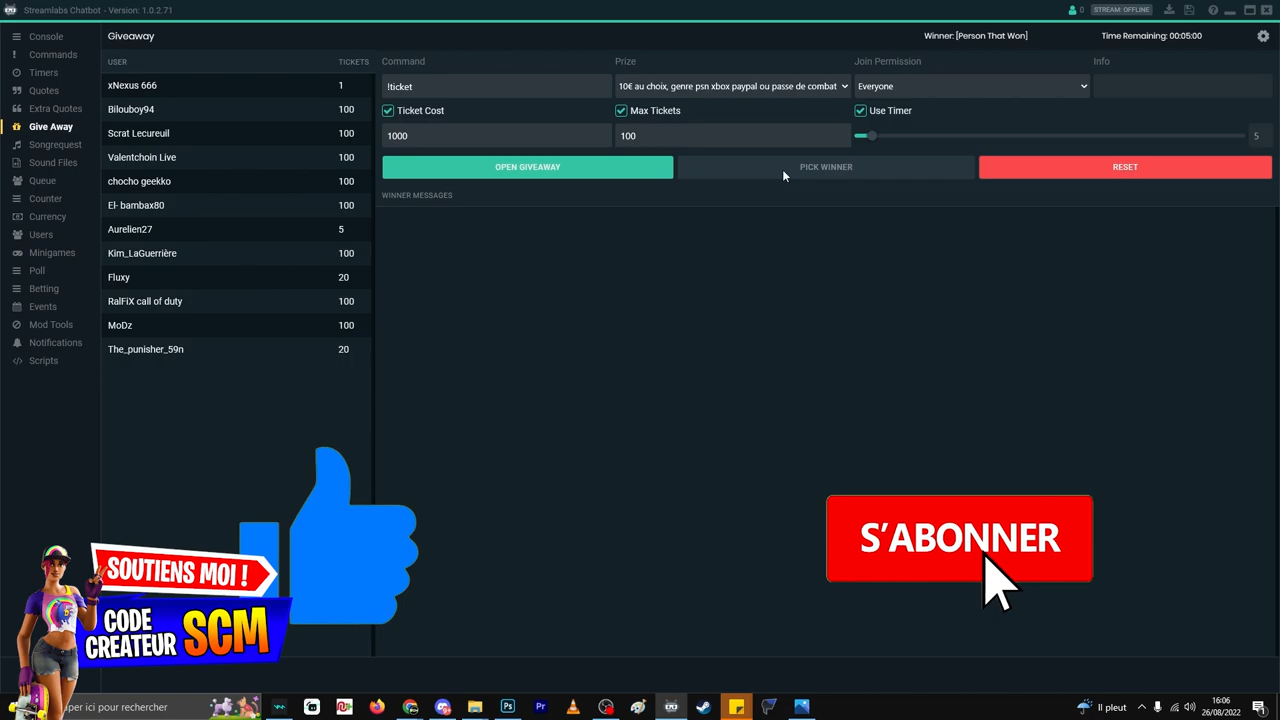 Streamlabs Chatbot - Version: 1.0.2.71
0
STREAM: OFFLINE
Console
Commands
Timers
Quotes
Extra Quotes
Give Away
Songrequest
Sound Files
Queue
Counter
Currency
Users
Minigames
Poll
Betting
Events
Mod Tools
Notifications
Scripts
Giveaway
Winner: [Person That Won]
Time Remaining: 00:05:00
USER TICKETS
xNexus 666 1
Bilouboy94 100
Scrat Lecureuil 100
Valentchoin Live 100
chocho geekko 100
El- bambax80 100
Aurelien27 5
Kim_LaGuerrière 100
Fluxy 20
RalFiX call of duty 100
MoDz 100
The_punisher_59n 20
Command Prize Join Permission Info
!ticket 10€ au choix, genre psn xbox paypal ou passe de combat Everyone
Ticket Cost Max Tickets Use Timer
1000 100 5
OPEN GIVEAWAY PICK WINNER RESET
WINNER MESSAGES
S'ABONNER
SOUTIENS MOI !
CODE
CREATEUR SCM
per ici pour rechercher
Il pleut
16:06
26/08/2022